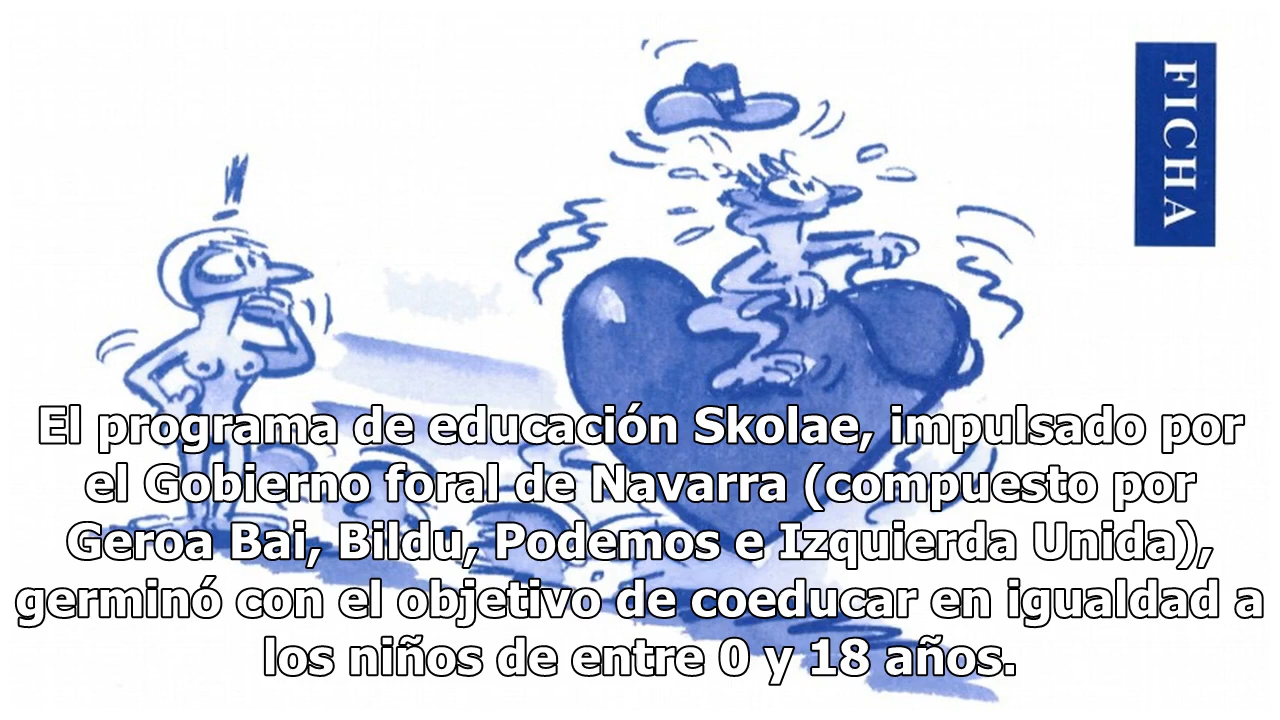 FICHA
El programa de educación Skolae, impulsado por
el Gobierno foral de Navarra (compuesto por
Geroa Bai, Bildu, Podemos e Izquierda Unida),
germinó con el objetivo de coeducar en igualdad a
los niños de entre 0 y 18 años.